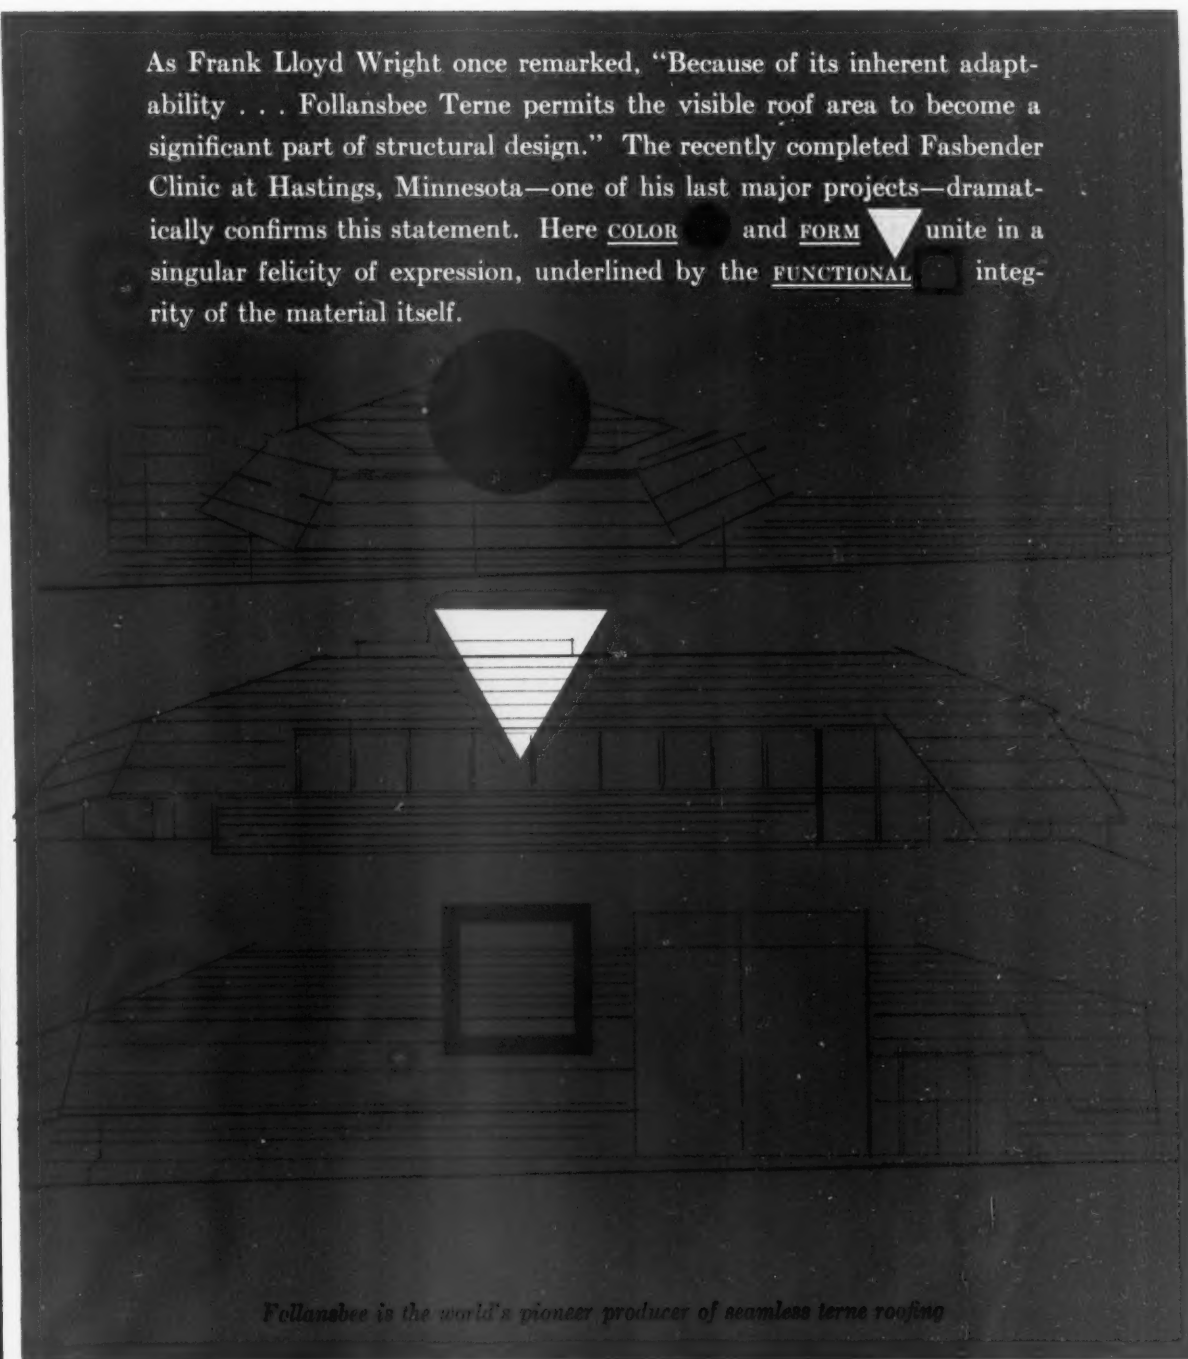 As Frank Lloyd Wright once remarked, “Because of its inherent adapt-
ability . . . Follansbee Terne permits the visible roof area to become a
significant part of structural design.” The recently completed Fasbender
Clinic at Hastings, Minnesota—one of his last major projects—dramat-
ically confirms this statement. Here COLOR and FORM unite in a
singular felicity of expression, underlined by the FUNCTIONAL integ-
rity of the material itself.
Follansbee is the world's pioneer producer of seamless terne roofing